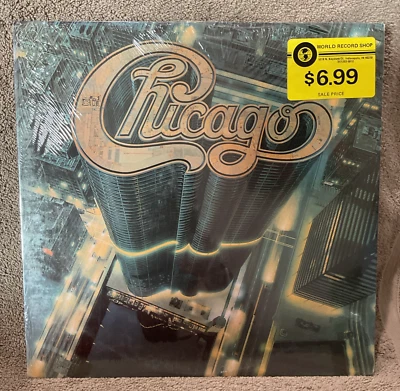 WORLD RECORD SHOP
$6.99
SALE PRICE
Chicago